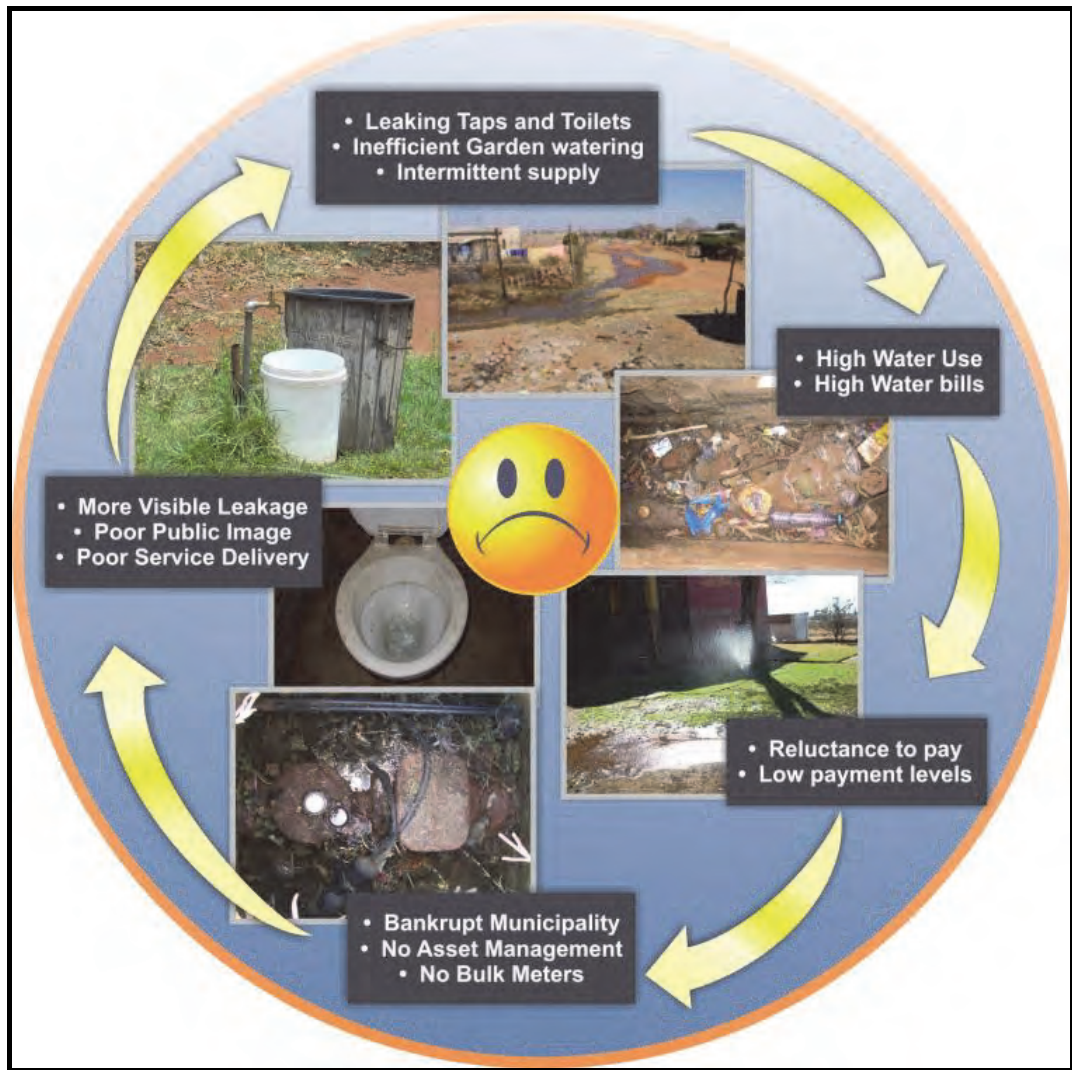 • Leaking Taps and Toilets
• Inefficient Garden watering
• Intermittent supply
• High Water Use
• High Water bills
• Reluctance to pay
• Low payment levels
• Bankrupt Municipality
• No Asset Management
• No Bulk Meters
• More Visible Leakage
• Poor Public Image
• Poor Service Delivery